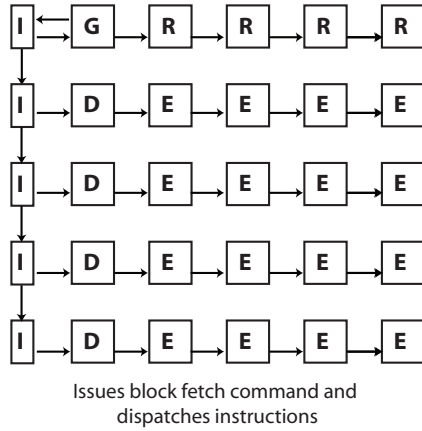 I G R R R R
I D E E E E
I D E E E E
I D E E E E
I D E E E E
Issues block fetch command and
dispatches instructions